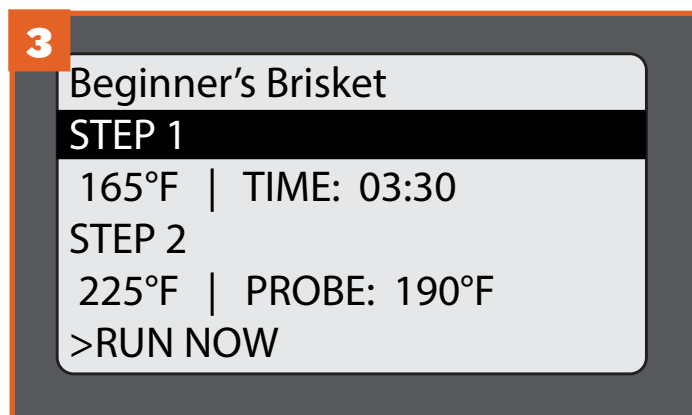 3
Beginner’s Brisket
STEP 1
165°F | TIME: 03:30
STEP 2
225°F | PROBE: 190°F
>RUN NOW